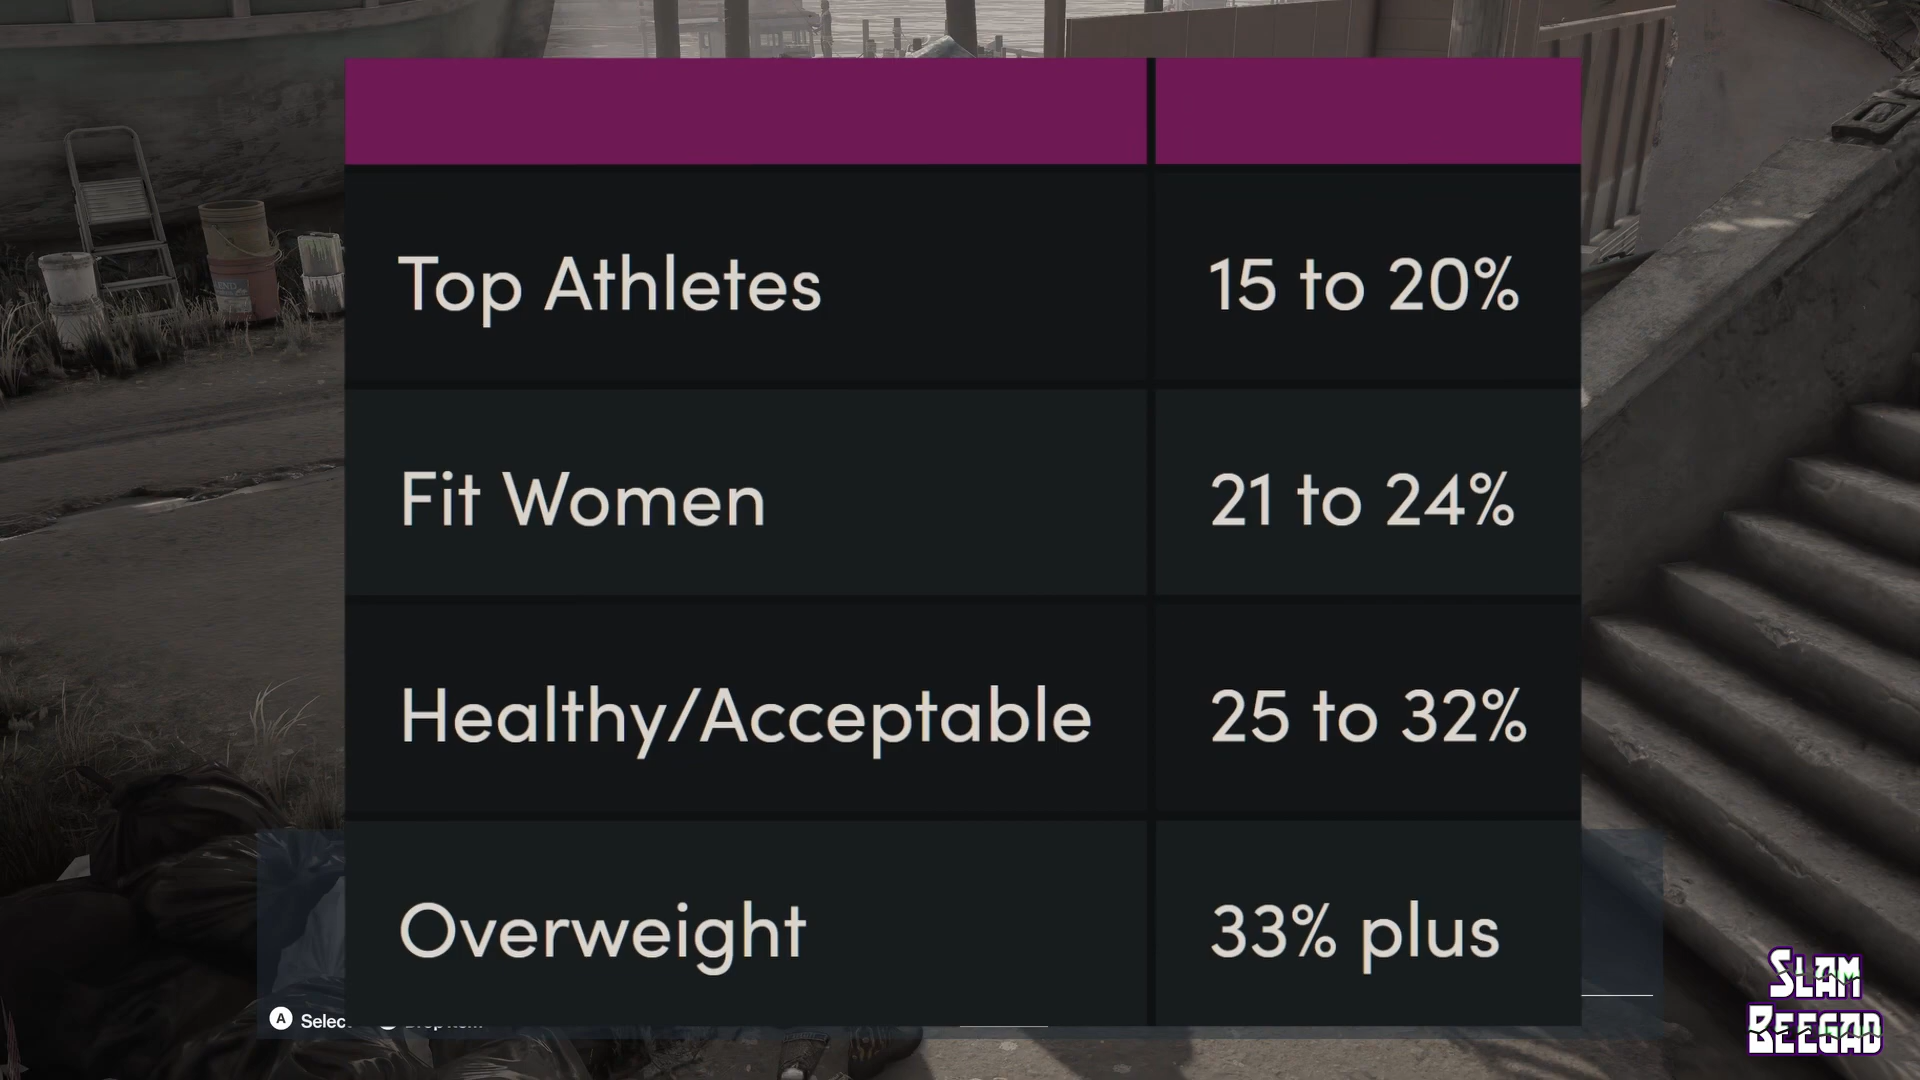 Top Athletes 15 to 20%
Fit Women 21 to 24%
Healthy/Acceptable 25 to 32%
Overweight 33% plus
A Selec
SLAM
BEEGAD